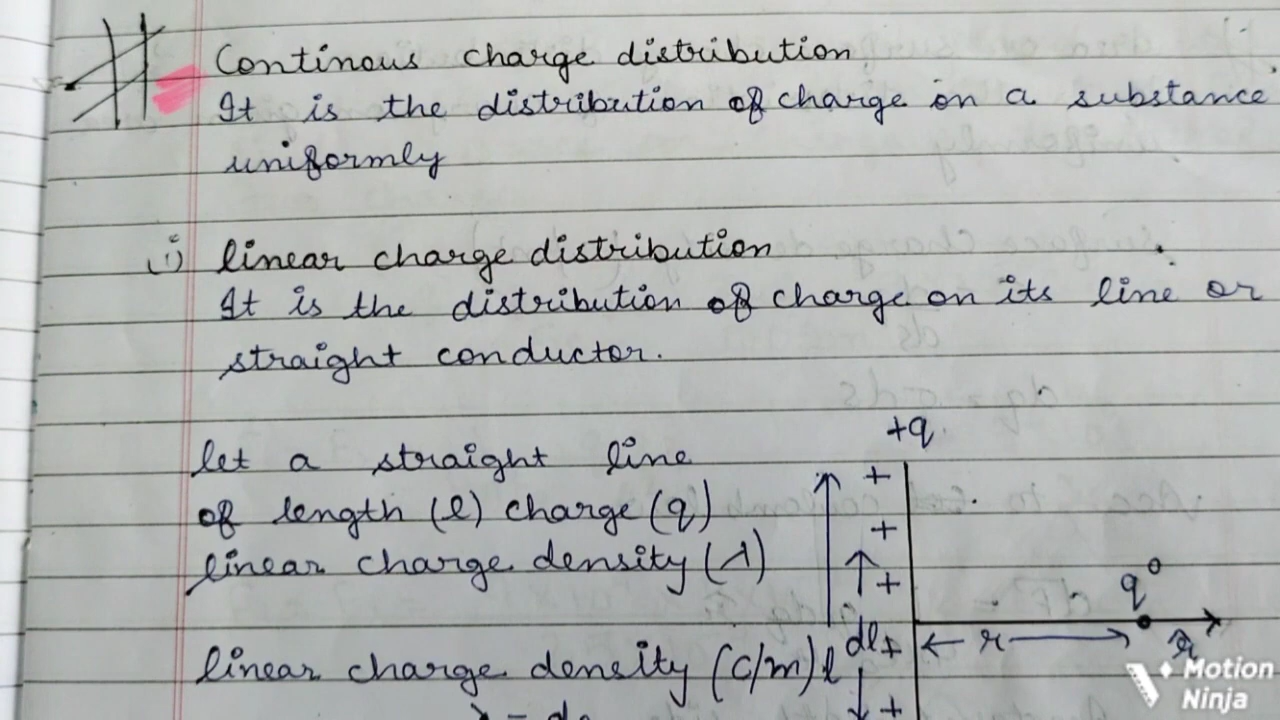 Continous charge distribution
It is the distribution of charge on a substance
uniformly
(i) linear charge distribution
It is the distribution of charge on its line or
straight conductor.
let a straight line
of length (l) charge (q)
linear charge density (λ)
linear charge density (C/m)
+q
+
+
+
dl +
+
l
r
q°
r̂
Motion
Ninja